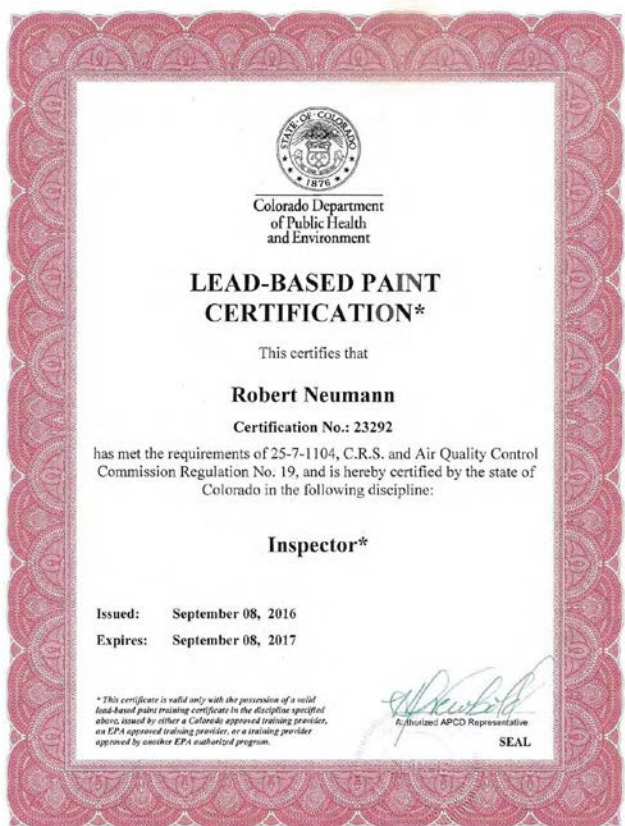 STATE·OF·COLORADO
1876
Colorado Department
of Public Health
and Environment
LEAD-BASED PAINT
CERTIFICATION*
This certifies that
Robert Neumann
Certification No.: 23292
has met the requirements of 25-7-1104, C.R.S. and Air Quality Control
Commission Regulation No. 19, and is hereby certified by the state of
Colorado in the following discipline:
Inspector*
Issued: September 08, 2016
Expires: September 08, 2017
* This certificate is valid only with the possession of a valid
lead-based paint training certificate in the discipline specified
above, issued by either a Colorado approved training provider,
an EPA approved training provider, or a training provider
approved by another EPA authorized program.
Authorized APCD Representative
SEAL